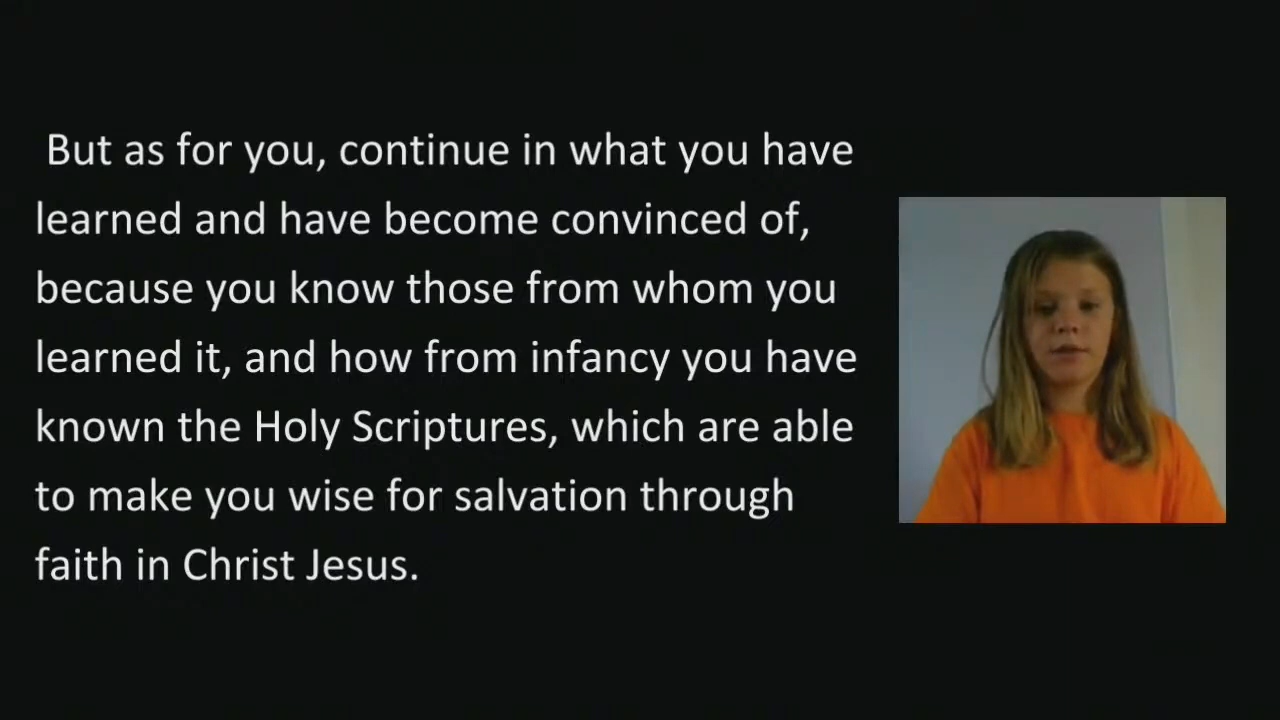 But as for you, continue in what you have
learned and have become convinced of,
because you know those from whom you
learned it, and how from infancy you have
known the Holy Scriptures, which are able
to make you wise for salvation through
faith in Christ Jesus.